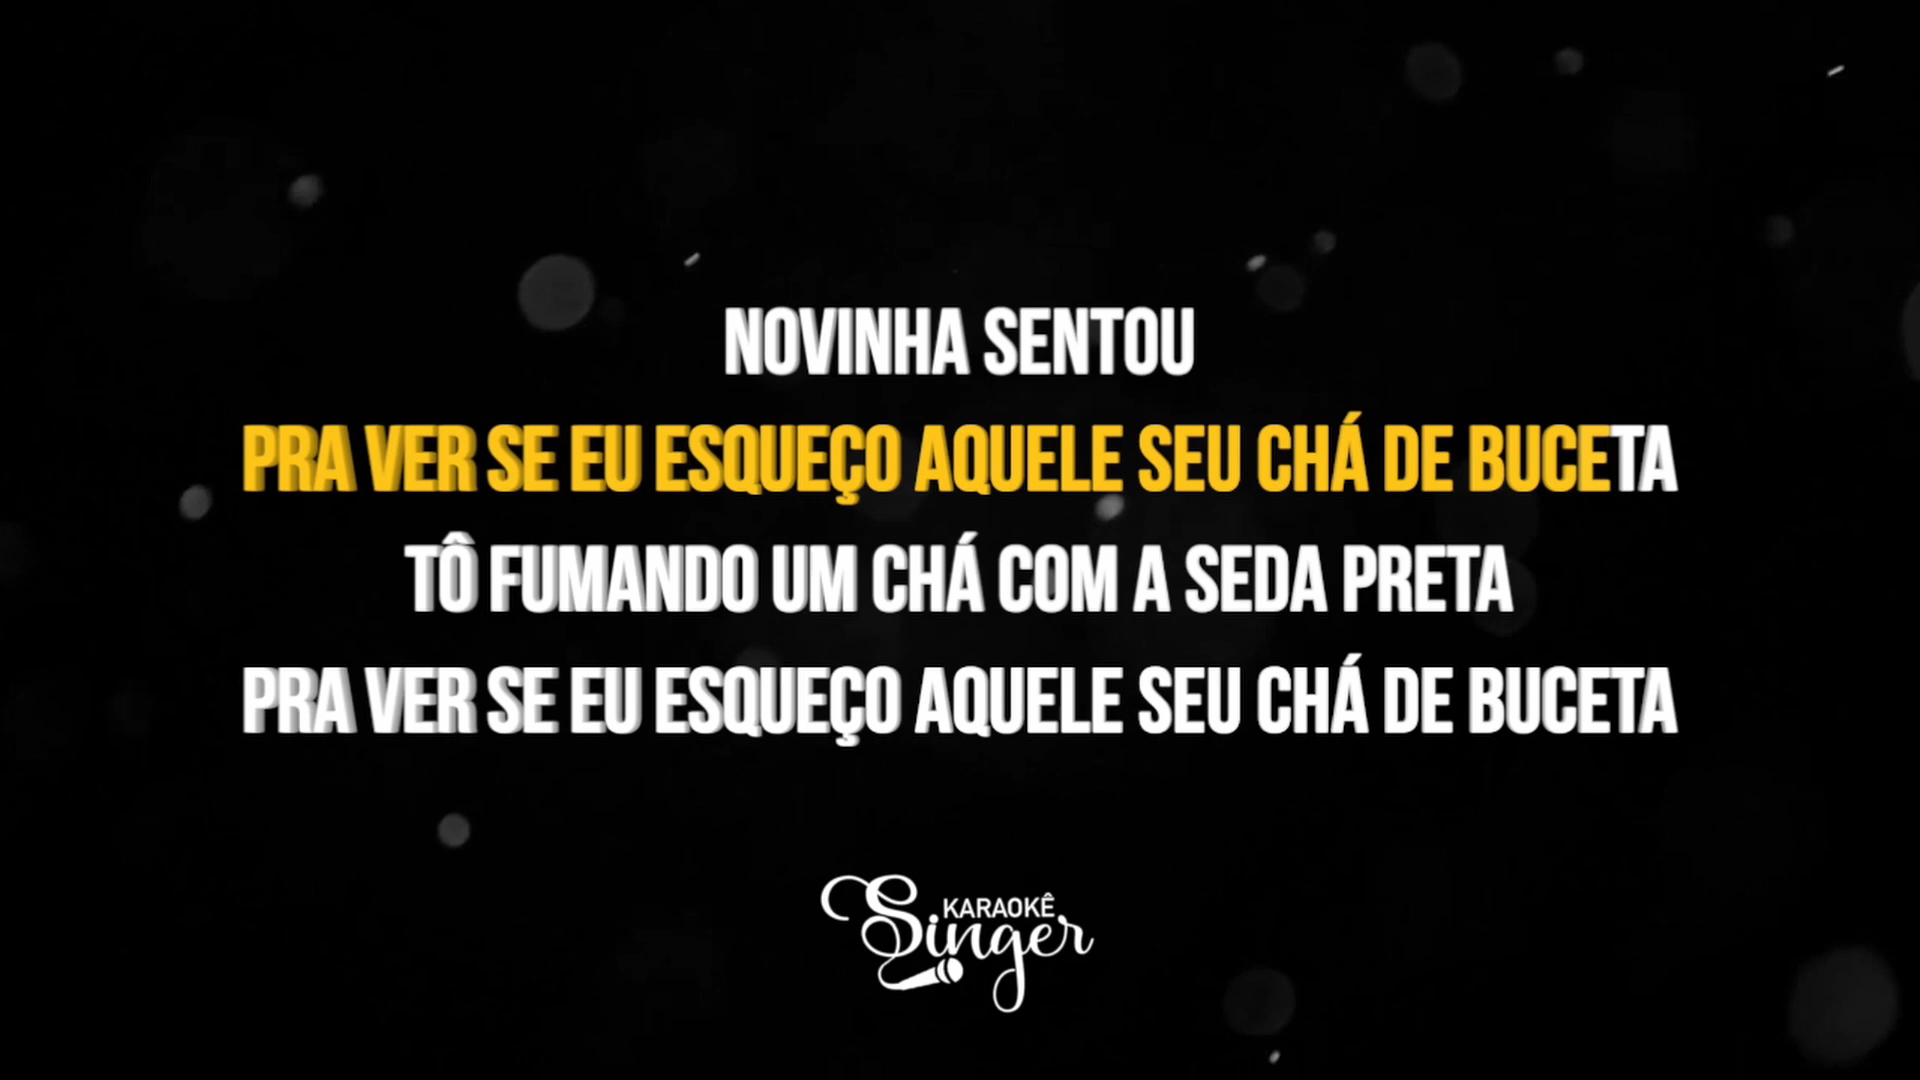 NOVINHA SENTOU
PRA VER SE EU ESQUEÇO AQUELE SEU CHÁ DE BUCETA
TÔ FUMANDO UM CHÁ COM A SEDA PRETA
PRA VER SE EU ESQUEÇO AQUELE SEU CHÁ DE BUCETA
KARAOKÊ
Singer